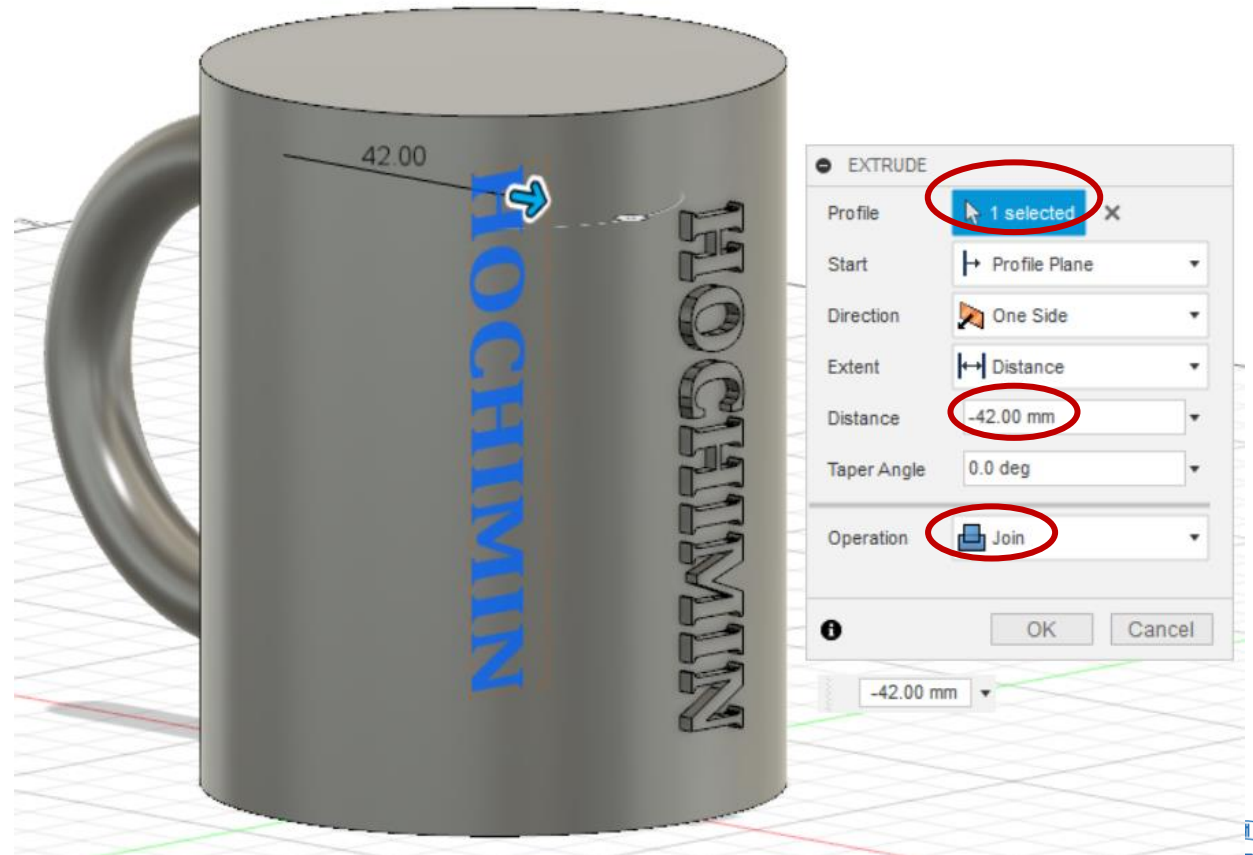 42.00
HOCHIMIN
HOCHIMIN
EXTRUDE
Profile 1 selected
Start Profile Plane
Direction One Side
Extent Distance
Distance -42.00 mm
Taper Angle 0.0 deg
Operation Join
OK Cancel
-42.00 mm